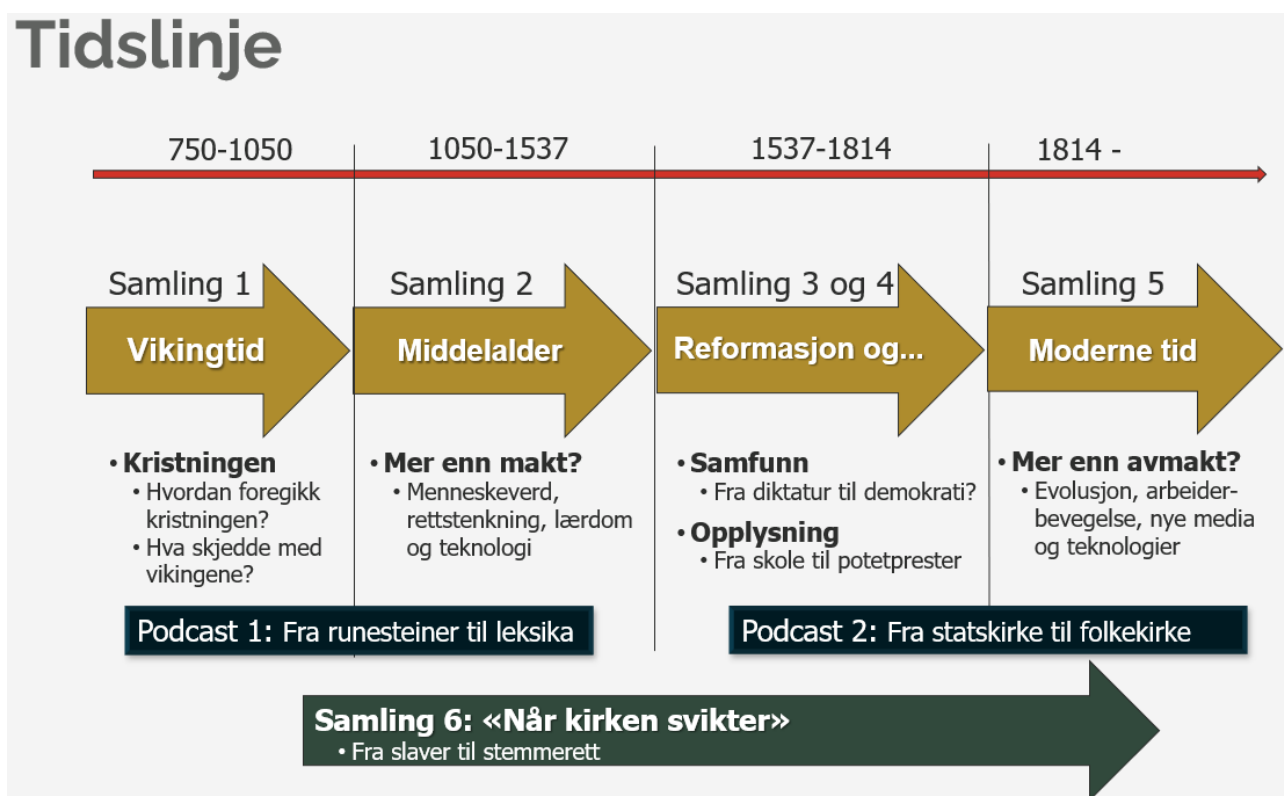 Tidslinje
750-1050
1050-1537
1537-1814
1814 -
Samling 1
Samling 2
Samling 3 og 4
Samling 5
Vikingtid
Middelalder
Reformasjon og...
Moderne tid
• Kristningen
• Hvordan foregikk
kristningen?
• Hva skjedde med
vikingene?
• Mer enn makt?
• Menneskeverd,
rettstenkning, lærdom
og teknologi
• Samfunn
• Fra diktatur til demokrati?
• Opplysning
• Fra skole til potetprester
• Mer enn avmakt?
• Evolusjon, arbeider-
bevegelse, nye media
og teknologier
Podcast 1: Fra runesteiner til leksika
Podcast 2: Fra statskirke til folkekirke
Samling 6: «Når kirken svikter»
• Fra slaver til stemmerett